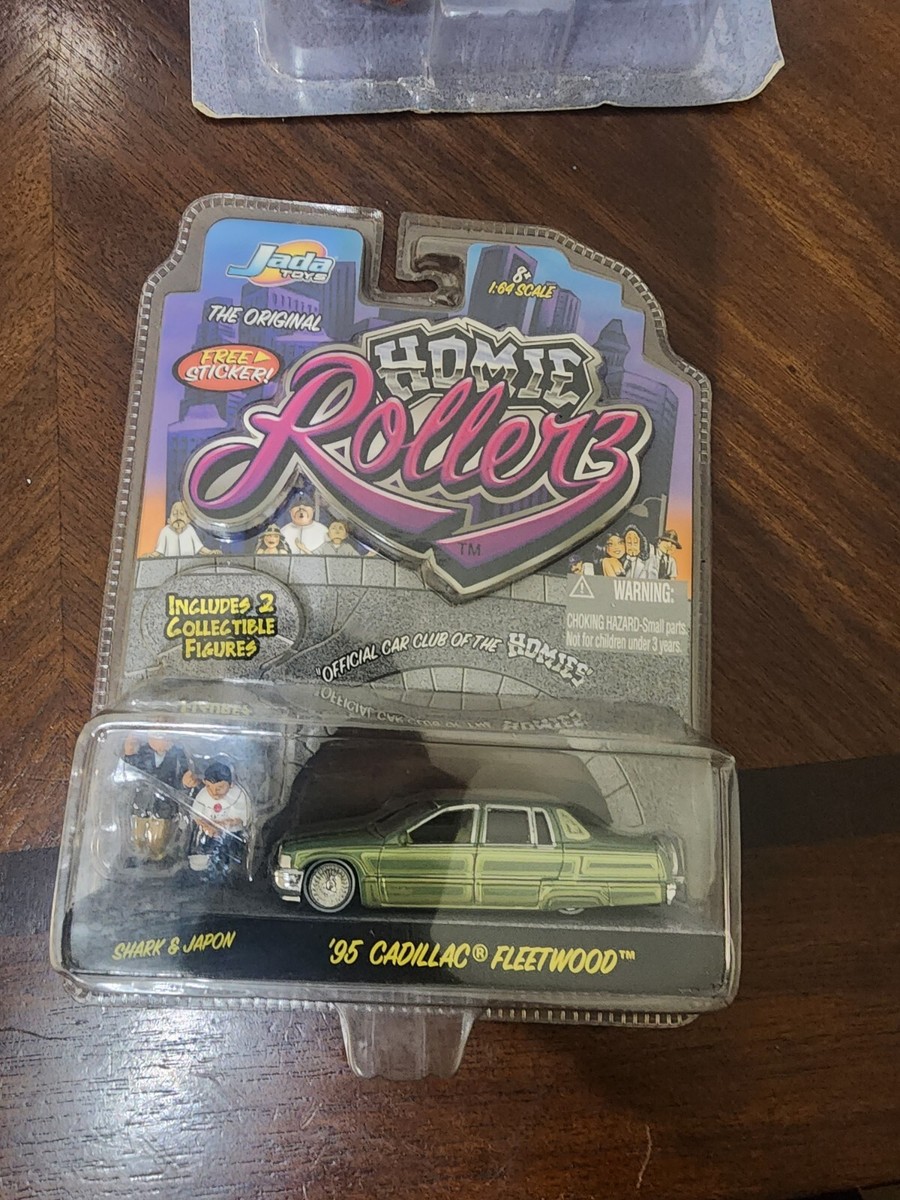 Jada
TOYS
8+
1:64 SCALE
THE ORIGINAL
FREE
STICKER!
HOMIE
Rollerz
TM
INCLUDES 2
COLLECTIBLE
FIGURES
WARNING:
CHOKING HAZARD-Small parts.
Not for children under 3 years.
"OFFICIAL CAR CLUB OF THE HOMIES"
SHARK & JAPON
'95 CADILLAC® FLEETWOOD™